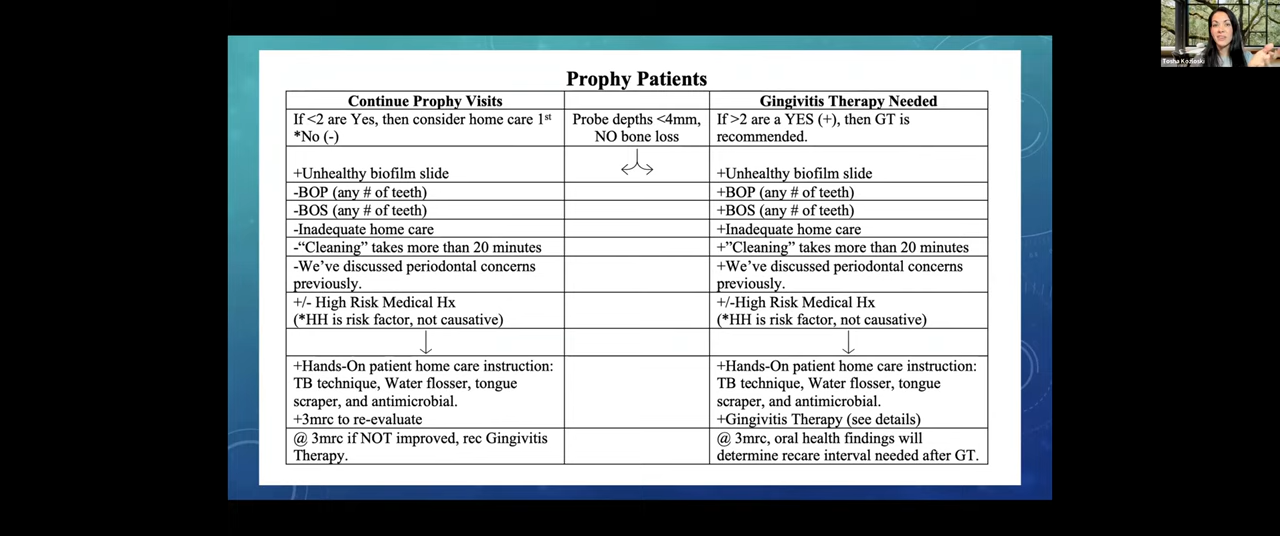 Prophy Patients
Continue Prophy Visits
Gingivitis Therapy Needed
If <2 are Yes, then consider home care 1st
*No (-)
Probe depths <4mm,
NO bone loss
If >2 are a YES (+), then GT is
recommended.
+Unhealthy biofilm slide
+Unhealthy biofilm slide
-BOP (any # of teeth)
+BOP (any # of teeth)
-BOS (any # of teeth)
+BOS (any # of teeth)
-Inadequate home care
+Inadequate home care
-“Cleaning” takes more than 20 minutes
+”Cleaning” takes more than 20 minutes
-We’ve discussed periodontal concerns
previously.
+We’ve discussed periodontal concerns
previously.
+/- High Risk Medical Hx
(*HH is risk factor, not causative)
+/-High Risk Medical Hx
(*HH is risk factor, not causative)
+Hands-On patient home care instruction:
TB technique, Water flosser, tongue
scraper, and antimicrobial.
+3mrc to re-evaluate
+Hands-On patient home care instruction:
TB technique, Water flosser, tongue
scraper, and antimicrobial.
+Gingivitis Therapy (see details)
@ 3mrc if NOT improved, rec Gingivitis
Therapy.
@ 3mrc, oral health findings will
determine recare interval needed after GT.
Tosha Kozloski